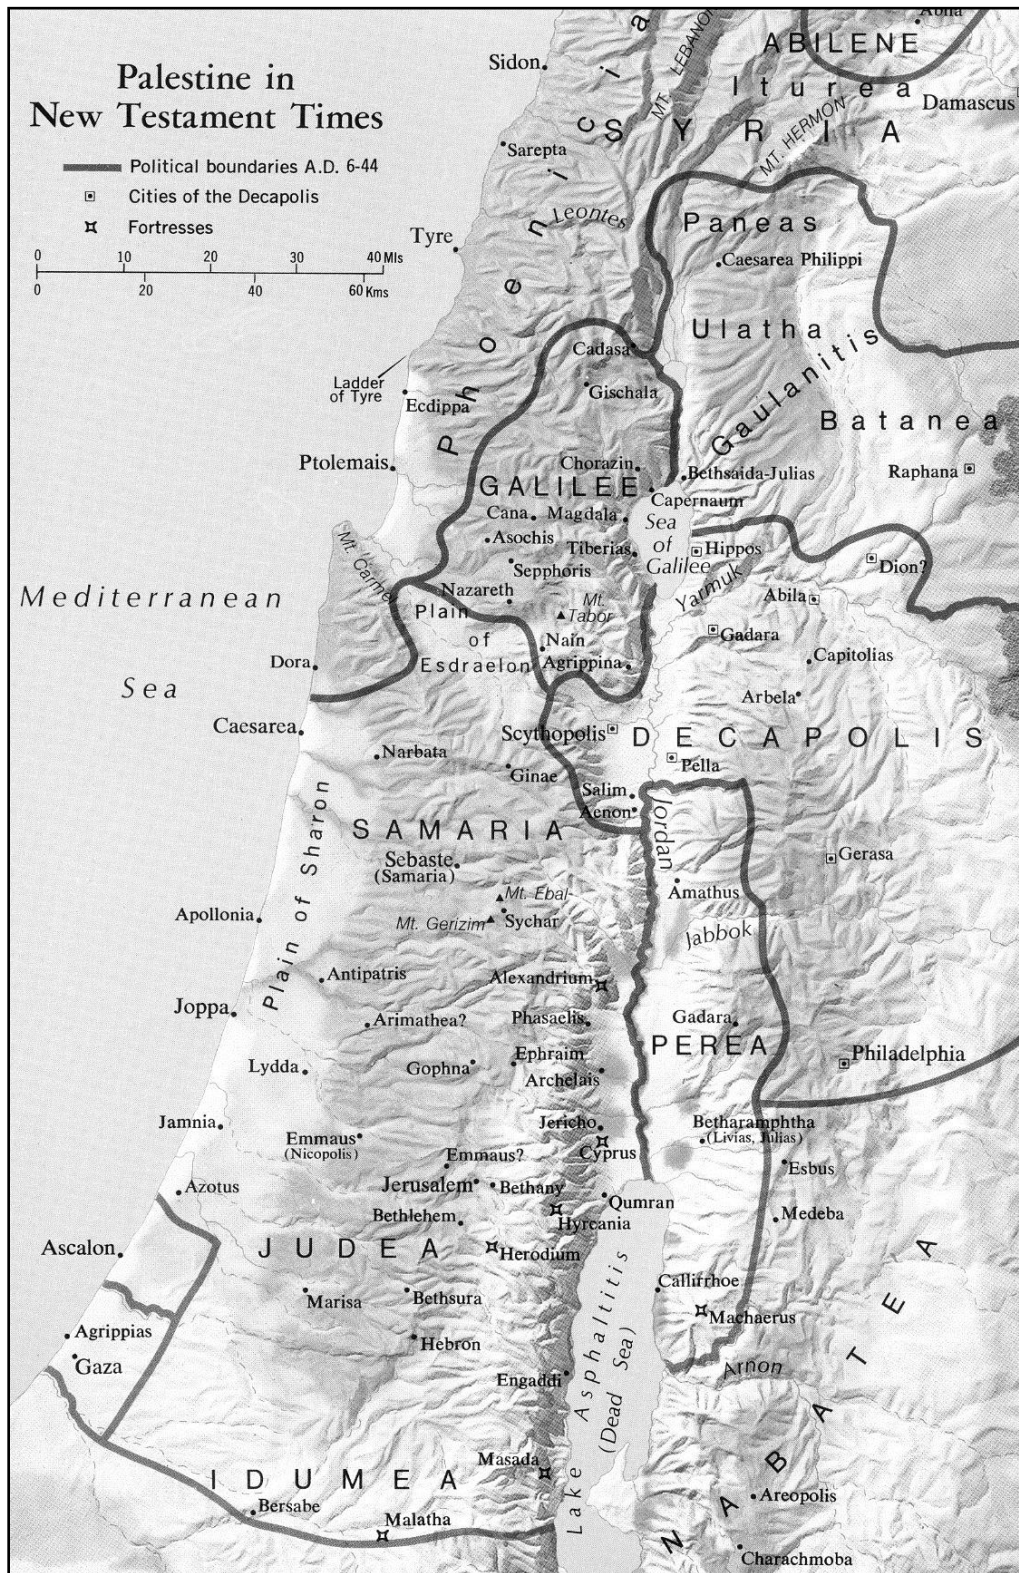 Palestine in
New Testament Times
Political boundaries A.D. 6-44
Cities of the Decapolis
Fortresses
0 10 20 30 40 Mls
0 20 40 60 Kms
Abila
ABILENE
MT. LEBANON
Iturea
Sidon
Damascus
SYRIA
MT. HERMON
Sarepta
Phoenicia
Leontes
Paneas
Tyre
Caesarea Philippi
Ulatha
Cadasa
Gaulanitis
Ladder
of Tyre
Gischala
Ecdippa
Batanea
Ptolemais
Chorazin
Bethsaida-Julias
Raphana
GALILEE
Capernaum
Cana
Magdala
Sea
of
Galilee
Asochis
Tiberias
Hippos
Dion?
Mt. Carmel
Sepphoris
Yarmuk
Nazareth
Mt.
Tabor
Abila
Mediterranean
Sea
Plain
of
Esdraelon
Nain
Gadara
Dora
Agrippina
Capitolias
Arbela
Caesarea
Scythopolis
DECAPOLIS
Narbata
Ginae
Pella
Salim
Aenon
Jordan
Plain of Sharon
SAMARIA
Sebaste
(Samaria)
Gerasa
Amathus
Mt. Ebal
Mt. Gerizim
Sychar
Apollonia
Jabbok
Antipatris
Alexandrium
Joppa
Arimathea?
Phasaelis
Gadara
PEREA
Ephraim
Philadelphia
Lydda
Gophna
Archelais
Jamnia
Jericho
Betharamphtha
(Livias, Julias)
Emmaus
(Nicopolis)
Cyprus
Emmaus?
Esbus
Azotus
Jerusalem
Bethany
Qumran
Bethlehem
Hyrcania
Medeba
Ascalon
JUDEA
Herodium
Callirrhoe
Marisa
Bethsura
Machaerus
Agrippias
Hebron
Gaza
Arnon
Engaddi
Lake Asphaltitis
(Dead Sea)
NABATEA
Masada
IDUMEA
Bersabe
Areopolis
Malatha
Charachmoba